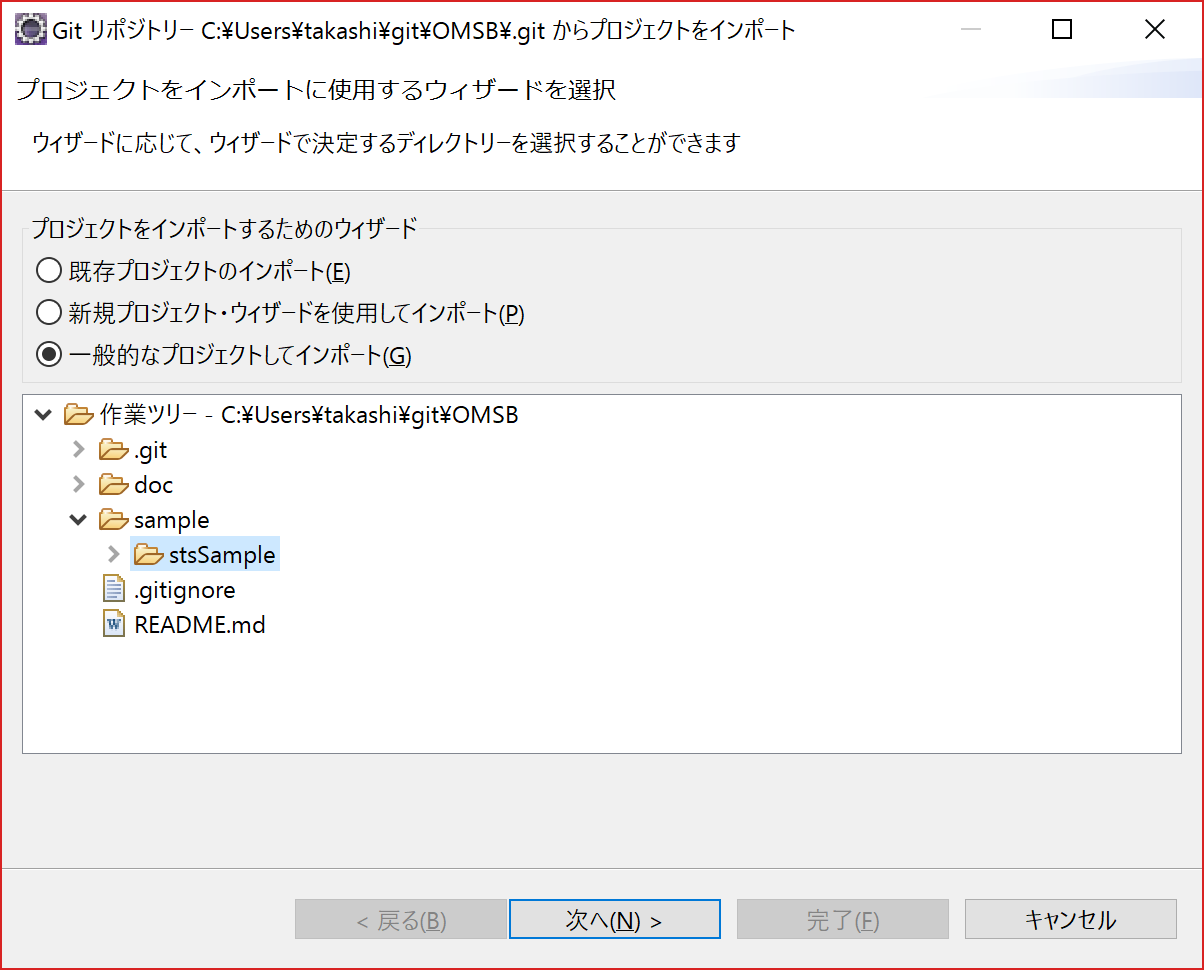 Git リポジトリー C:¥Users¥takashi¥git¥OMSB¥.git からプロジェクトをインポート
プロジェクトをインポートに使用するウィザードを選択
ウィザードに応じて、ウィザードで決定するディレクトリーを選択することができます
プロジェクトをインポートするためのウィザード
既存プロジェクトのインポート(E)
新規プロジェクト・ウィザードを使用してインポート(P)
一般的なプロジェクトしてインポート(G)
作業ツリー - C:¥Users¥takashi¥git¥OMSB
.git
doc
sample
stsSample
.gitignore
README.md
< 戻る(B) 次へ(N) > 完了(F) キャンセル